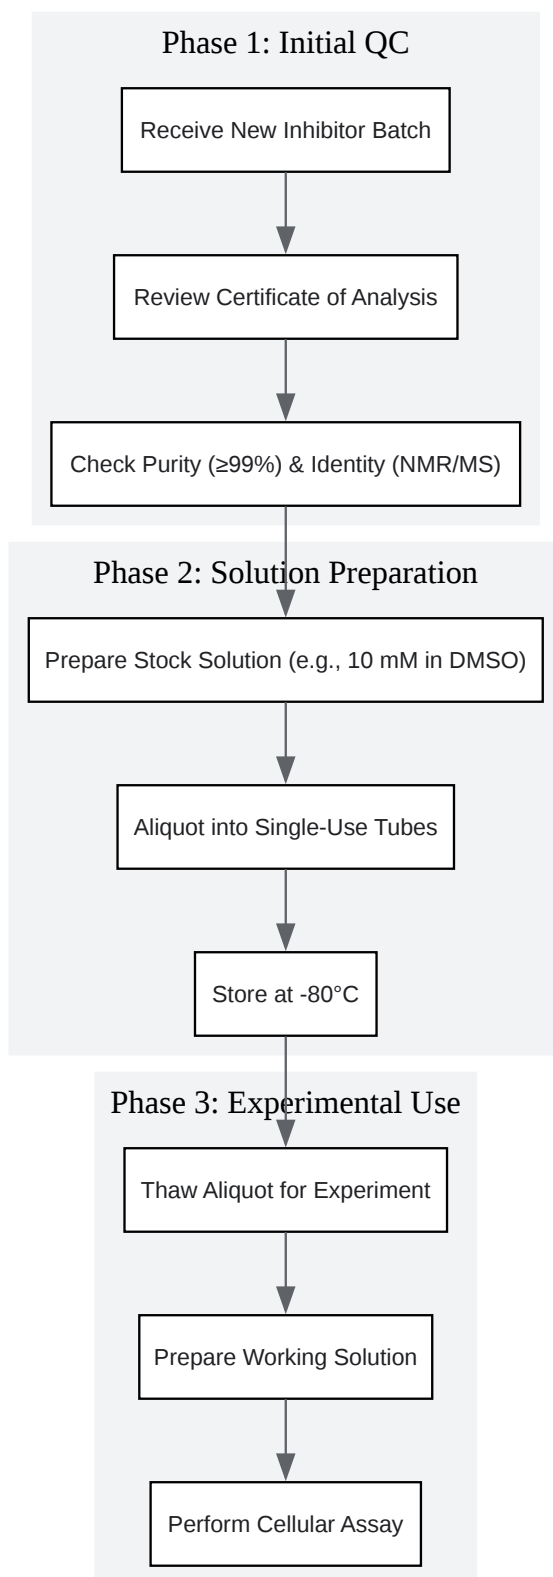 Phase 1: Initial QC
Receive New Inhibitor Batch
Review Certificate of Analysis
Check Purity (≥99%) & Identity (NMR/MS)
Phase 2: Solution Preparation
Prepare Stock Solution (e.g., 10 mM in DMSO)
Aliquot into Single-Use Tubes
Store at -80°C
Phase 3: Experimental Use
Thaw Aliquot for Experiment
Prepare Working Solution
Perform Cellular Assay